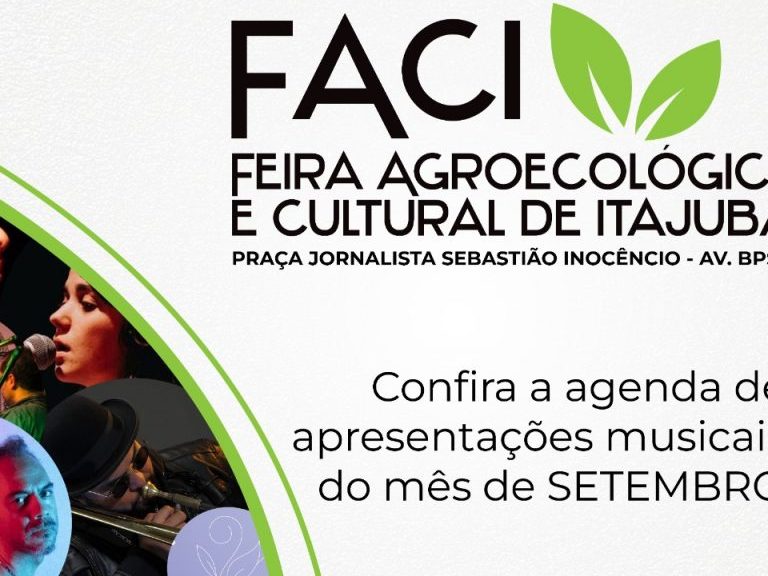 FACI
FEIRA AGROECOLÓGIC
E CULTURAL DE ITAJUBÁ
PRAÇA JORNALISTA SEBASTIÃO INOCÊNCIO - AV. BPS
Confira a agenda de
apresentações musicai
do mês de SETEMBRO